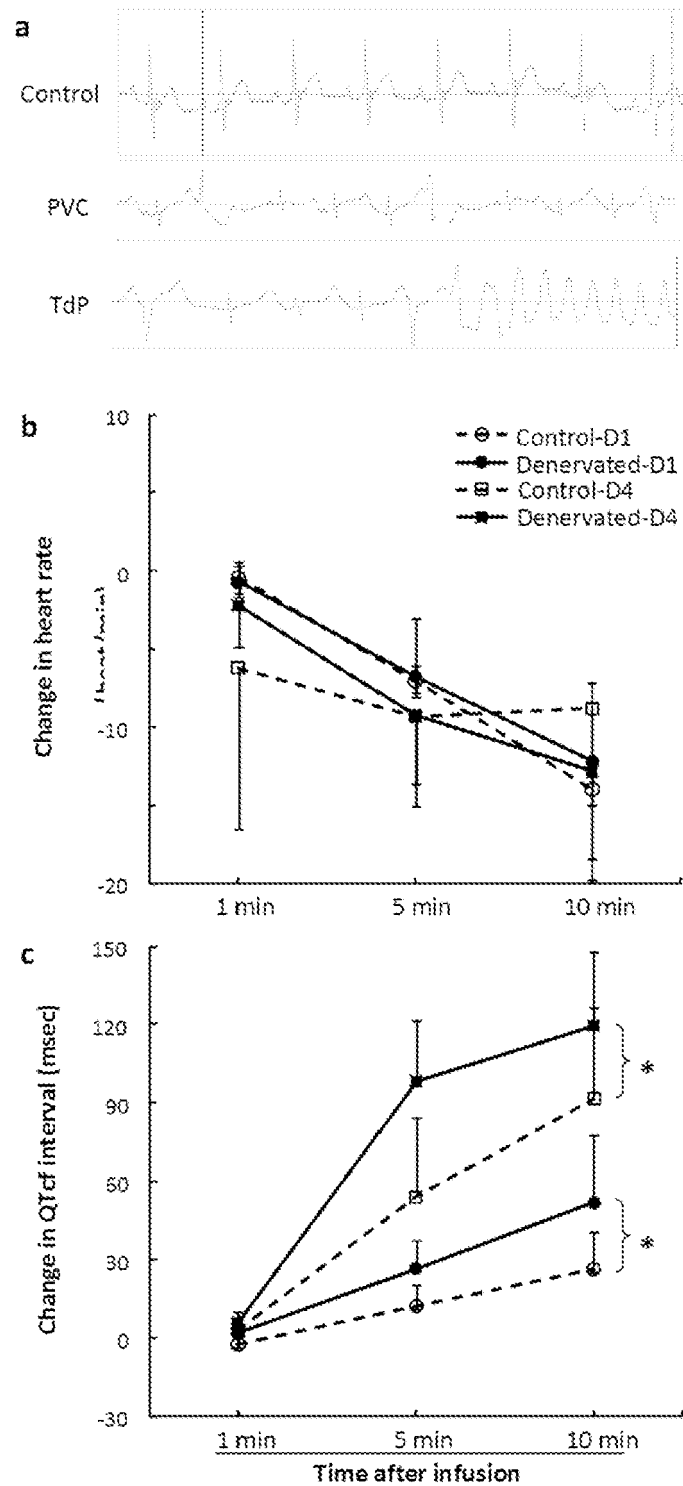 a
Control
PVC
TdP
b
10
0
-10
-20
Change in heart rate
Control-D1
Denervated-D1
Control-D4
Denervated-D4
1 min 5 min 10 min
c
150
120
90
60
30
0
-30
Change in QTcf interval [msec]
*
*
1 min 5 min 10 min
Time after infusion